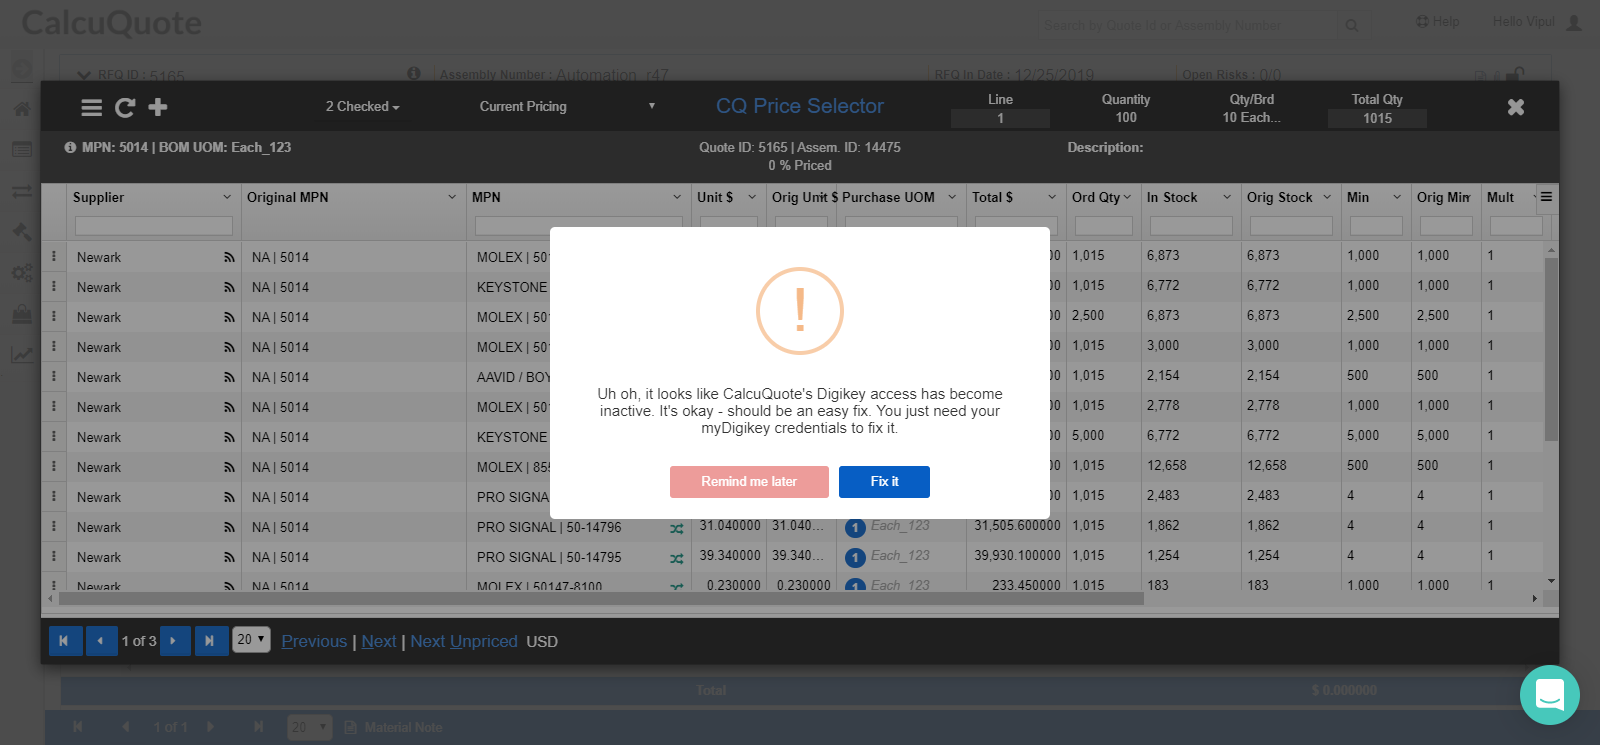 CalcuQuote
Search by Quote Id or Assembly Number
Help
Hello Vipul
RFQ ID : 5165
Assembly Number : Automation_r47
RFQ In Date : 12/25/2019
Open Risks : 0/0
2 Checked
Current Pricing
CQ Price Selector
Line
1
Quantity
100
Qty/Brd
10 Each...
Total Qty
1015
MPN: 5014 | BOM UOM: Each_123
Quote ID: 5165 | Assem. ID: 14475
0 % Priced
Description:
Supplier Original MPN MPN Unit $ Orig Unit $ Purchase UOM Total $ Ord Qty In Stock Orig Stock Min Orig Min Mult
Newark NA | 5014 MOLEX | 50 00 1,015 6,873 6,873 1,000 1,000 1
Newark NA | 5014 KEYSTONE 00 1,015 6,772 6,772 1,000 1,000 1
Newark NA | 5014 MOLEX | 50 00 2,500 6,873 6,873 2,500 2,500 1
Newark NA | 5014 MOLEX | 50 00 1,015 3,000 3,000 1,000 1,000 1
Newark NA | 5014 AAVID / BOY 00 1,015 2,154 2,154 500 500 1
Newark NA | 5014 MOLEX | 50 00 1,015 2,778 2,778 1,000 1,000 1
Newark NA | 5014 KEYSTONE 00 5,000 6,772 6,772 5,000 5,000 1
Newark NA | 5014 MOLEX | 85 00 1,015 12,658 12,658 500 500 1
Newark NA | 5014 PRO SIGNAL 00 1,015 2,483 2,483 4 4 1
Newark NA | 5014 PRO SIGNAL | 50-14796 31.040000 31.040... 1 Each_123 31,505.600000 1,015 1,862 1,862 4 4 1
Newark NA | 5014 PRO SIGNAL | 50-14795 39.340000 39.340... 1 Each_123 39,930.100000 1,015 1,254 1,254 4 4 1
Newark NA | 5014 MOLEX | 50147-8100 0.230000 0.230000 1 Each_123 233.450000 1,015 183 183 1,000 1,000 1
!
Uh oh, it looks like CalcuQuote's Digikey access has become
inactive. It's okay - should be an easy fix. You just need your
myDigikey credentials to fix it.
Remind me later
Fix it
1 of 3 20 Previous | Next | Next Unpriced USD
Total $ 0.000000
1 of 1 20 Material Note